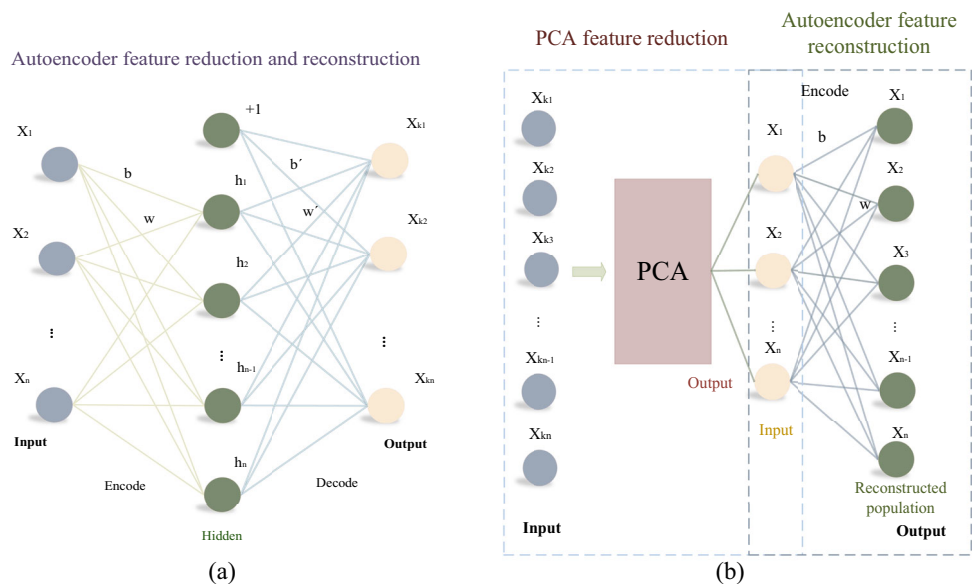 Autoencoder feature reduction and reconstruction
+1
X1
Xk1
b
b´
h1
w
w´
X2
Xk2
h2
⋮
⋮
⋮
Xn
hn-1
Xkn
Input
Output
hn
Encode
Decode
Hidden
(a)
PCA feature reduction
Autoencoder feature
reconstruction
Encode
Xk1
X1
X1
b
Xk2
X2
w
Xk3
X2
X3
PCA
⋮
⋮
⋮
Xn
Xkn-1
Xn-1
Output
Input
Xkn
Xn
Reconstructed
population
Input
Output
(b)